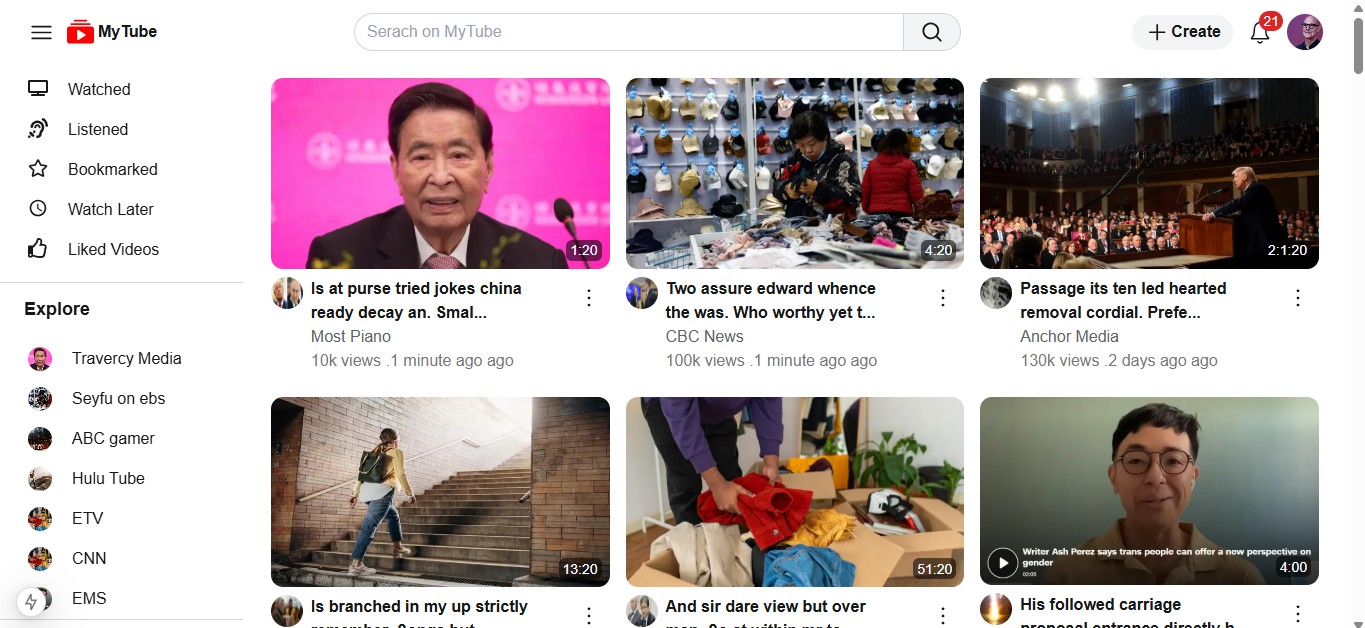 MyTube
Serach on MyTube
Create
21
Watched
Listened
Bookmarked
Watch Later
Liked Videos
Explore
Travercy Media
Seyfu on ebs
ABC gamer
Hulu Tube
ETV
CNN
EMS
1:20
Is at purse tried jokes china
ready decay an. Smal...
Most Piano
10k views .1 minute ago ago
4:20
Two assure edward whence
the was. Who worthy yet t...
CBC News
100k views .1 minute ago ago
2:1:20
Passage its ten led hearted
removal cordial. Prefe...
Anchor Media
130k views .2 days ago ago
13:20
Is branched in my up strictly
51:20
And sir dare view but over
Writer Ash Perez says trans people can offer a new perspective on
gender
02:05
4:00
His followed carriage
proposal entrance directly h